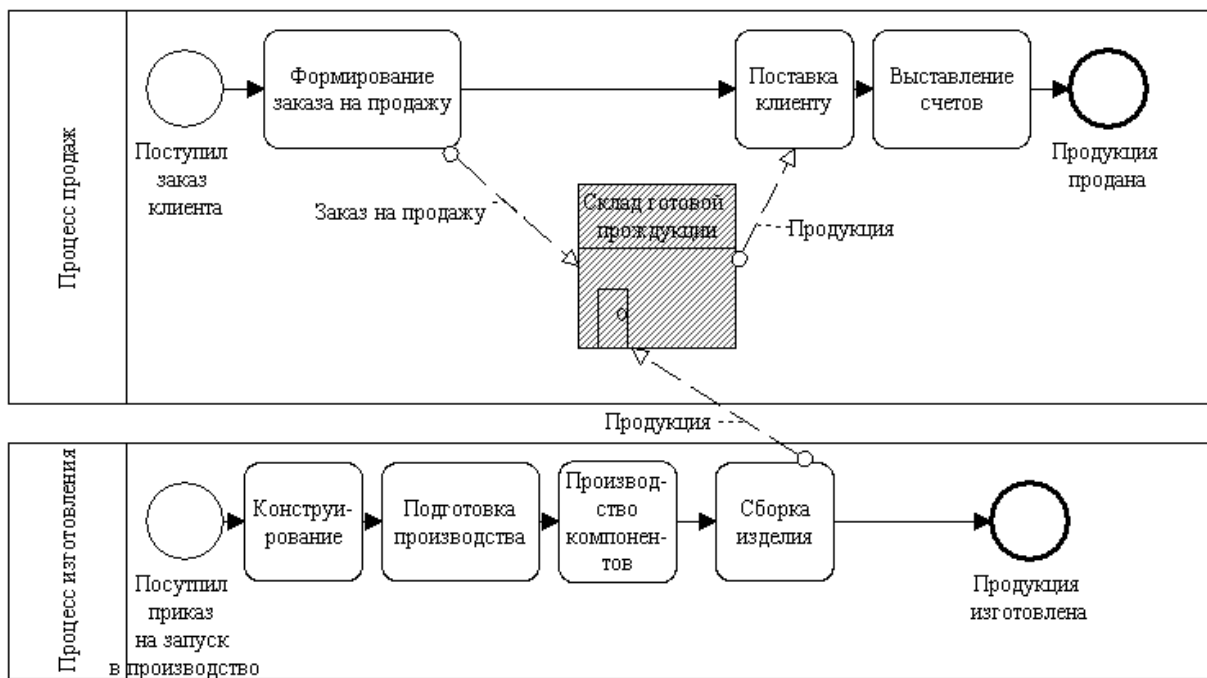 Процесс продаж
Поступил
заказ
клиента
Формирование
заказа на продажу
Заказ на продажу
Склад готовой
прождукции
Продукция
Поставка
клиенту
Выставление
счетов
Продукция
продана
Продукция
Процесс изготовления
Посутпил
приказ
на запуск
в производство
Конструи-
рование
Подготовка
производства
Производ-
ство
компонен-
тов
Сборка
изделия
Продукция
изготовлена